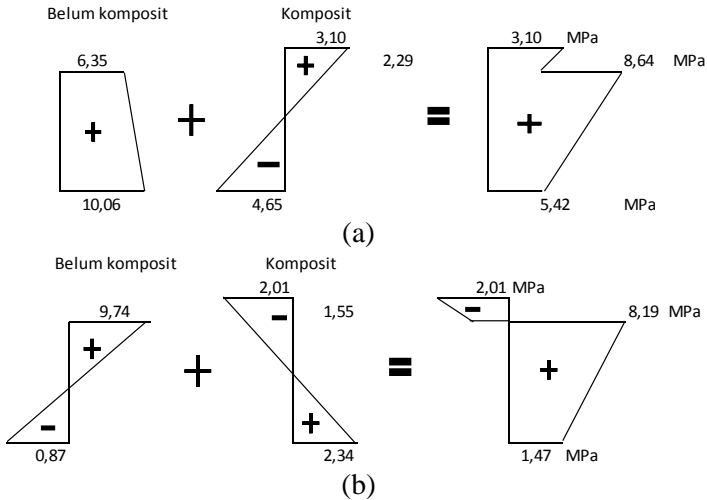 Belum komposit Komposit
3,10 3,10 MPa
6,35 2,29 8,64 MPa
+ + + = +
−
10,06 4,65 5,42 MPa
(a)
Belum komposit Komposit
2,01 2,01 MPa
9,74 − 1,55 − 8,19 MPa
+ + = +
− +
0,87 2,34 1,47 MPa
(b)